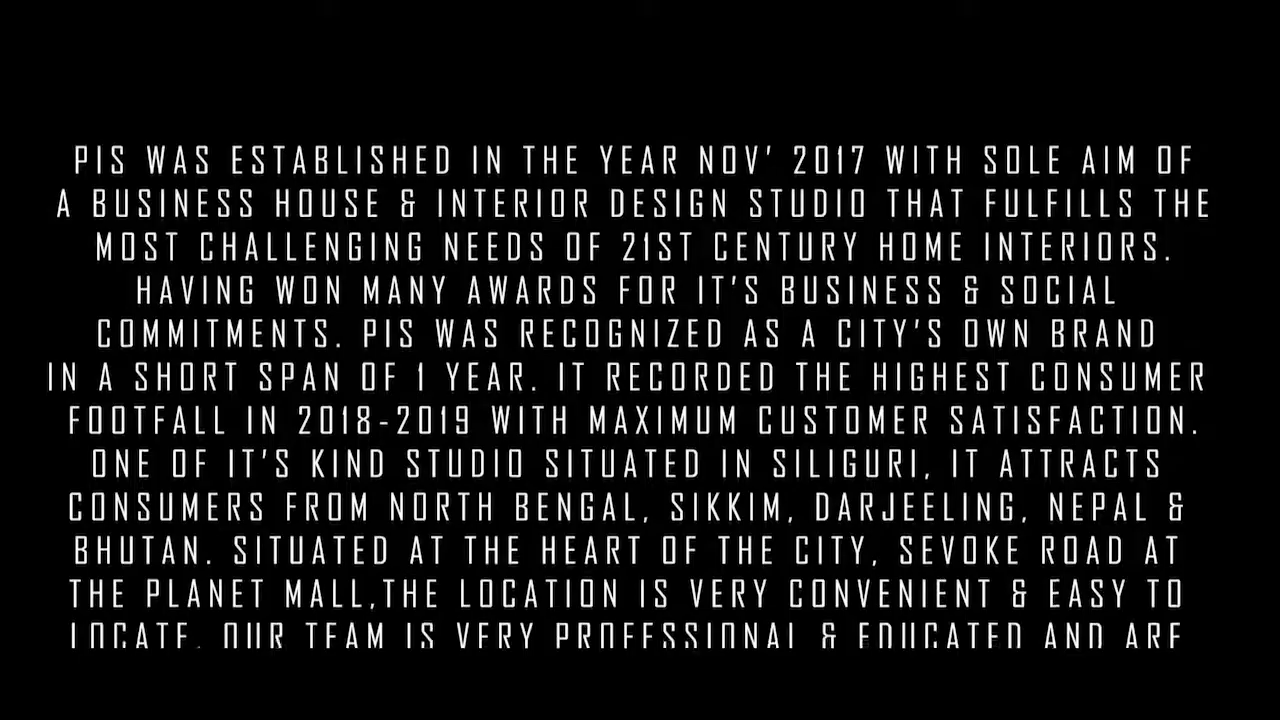 PIS WAS ESTABLISHED IN THE YEAR NOV' 2017 WITH SOLE AIM OF
A BUSINESS HOUSE & INTERIOR DESIGN STUDIO THAT FULFILLS THE
MOST CHALLENGING NEEDS OF 21ST CENTURY HOME INTERIORS.
HAVING WON MANY AWARDS FOR IT'S BUSINESS & SOCIAL
COMMITMENTS. PIS WAS RECOGNIZED AS A CITY'S OWN BRAND
IN A SHORT SPAN OF 1 YEAR. IT RECORDED THE HIGHEST CONSUMER
FOOTFALL IN 2018-2019 WITH MAXIMUM CUSTOMER SATISFACTION.
ONE OF IT'S KIND STUDIO SITUATED IN SILIGURI, IT ATTRACTS
CONSUMERS FROM NORTH BENGAL, SIKKIM, DARJEELING, NEPAL &
BHUTAN. SITUATED AT THE HEART OF THE CITY, SEVOKE ROAD AT
THE PLANET MALL,THE LOCATION IS VERY CONVENIENT & EASY TO
LOCATE. OUR TEAM IS VERY PROFESSIONAL & EDUCATED AND ARE